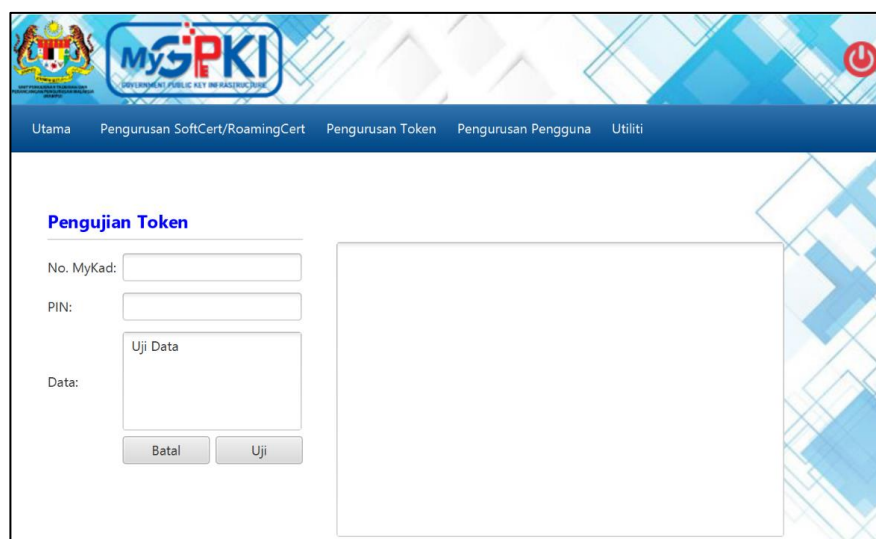 MyGPKI
GOVERNMENT PUBLIC KEY INFRASTRUCTURE
Utama Pengurusan SoftCert/RoamingCert Pengurusan Token Pengurusan Pengguna Utiliti
Pengujian Token
No. MyKad:
PIN:
Uji Data
Data:
Batal Uji